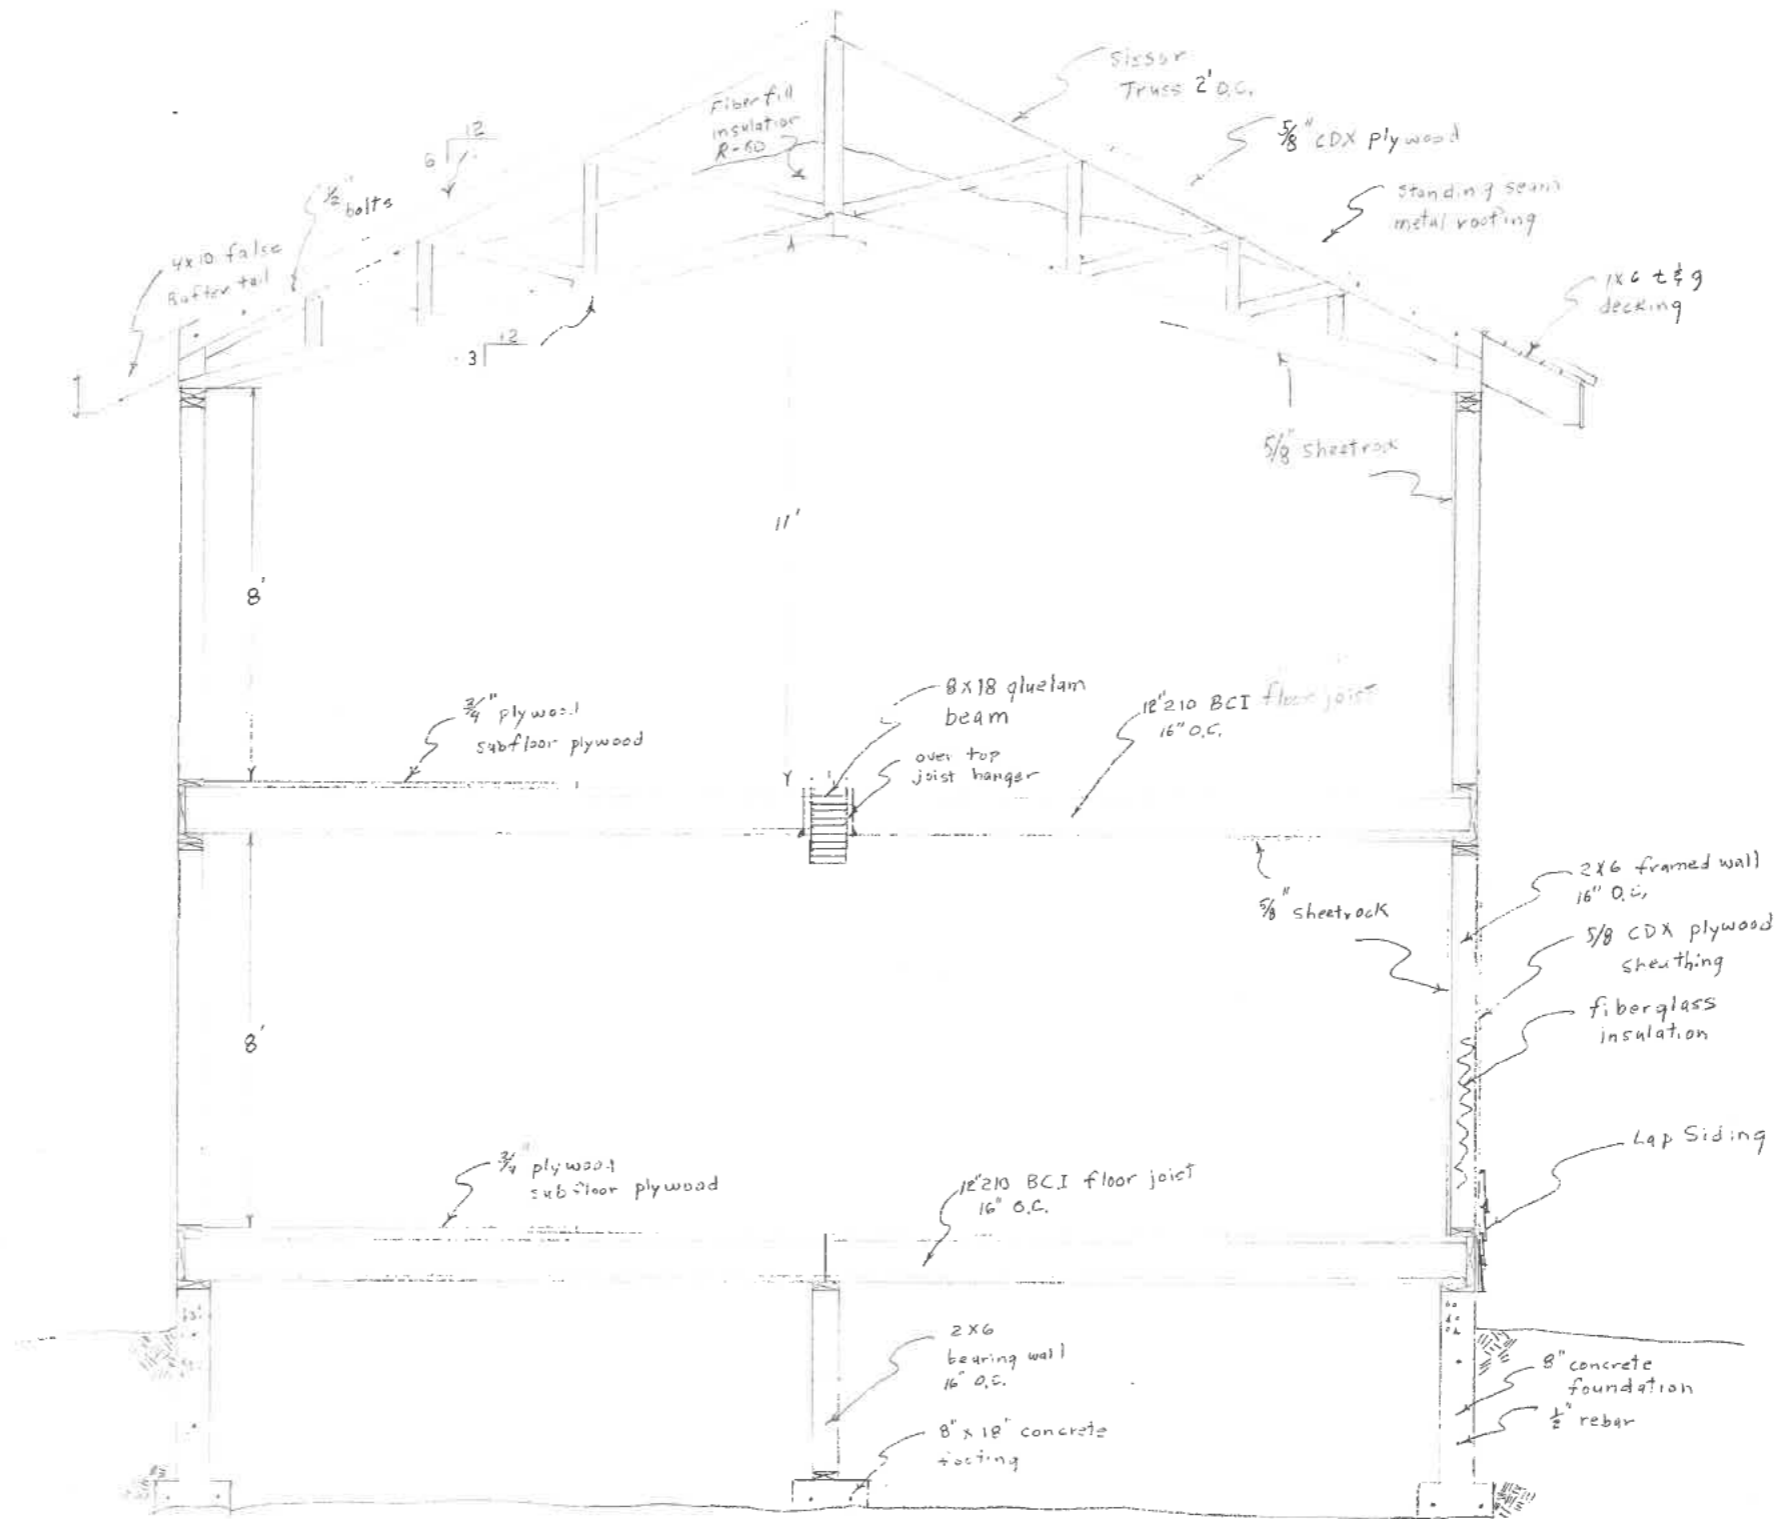 Sissor
Truss 2' O.C.
5/8" CDX plywood
Fiber fill
insulation
R-60
12
6
1/2" bolts
Standing seam
metal roofing
4x10 false
Rafter tail
1x6 t & g
decking
12
3
5/8" sheetrock
11'
8'
8x18 gluelam
beam
12" 210 BCI floor joist
16" O.C.
3/4" plywood
subfloor plywood
over top
joist hanger
2x6 framed wall
16" O.C.
5/8" sheetrock
5/8 CDX plywood
sheathing
fiberglass
insulation
8'
Lap Siding
3/4" plywood
subfloor plywood
12" 210 BCI floor joist
16" O.C.
2x6
bearing wall
16" O.C.
8" concrete
foundation
1/2" rebar
8" x 18" concrete
footing